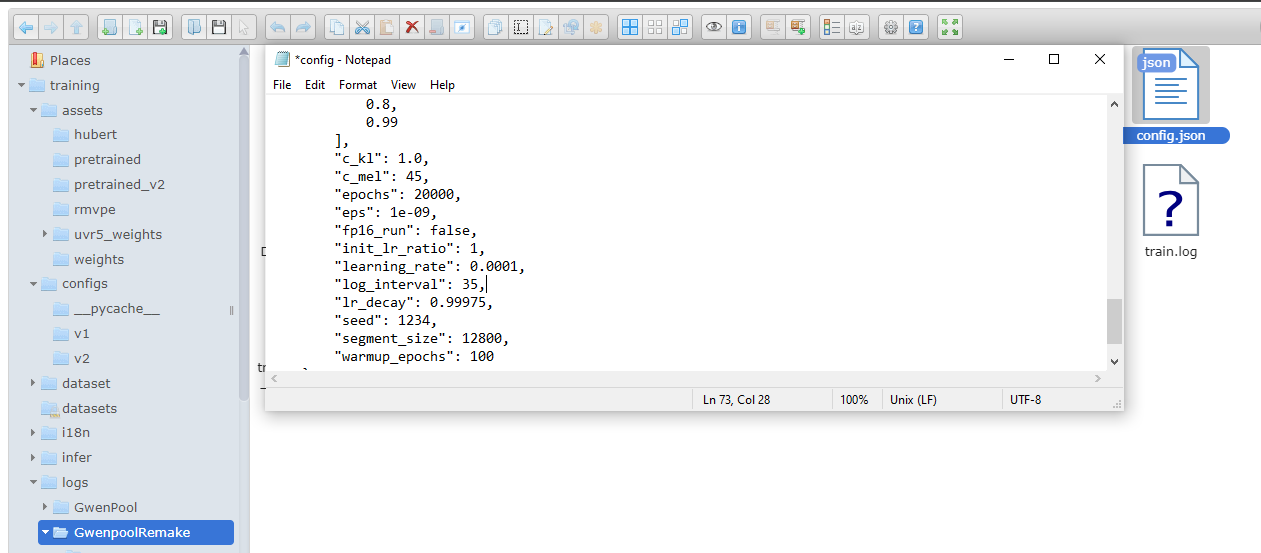 *config - Notepad
File Edit Format View Help
0.8,
0.99
],
"c_kl": 1.0,
"c_mel": 45,
"epochs": 20000,
"eps": 1e-09,
"fp16_run": false,
"init_lr_ratio": 1,
"learning_rate": 0.0001,
"log_interval": 35,
"lr_decay": 0.99975,
"seed": 1234,
"segment_size": 12800,
"warmup_epochs": 100
Ln 73, Col 28 100% Unix (LF) UTF-8
Places
training
assets
hubert
pretrained
pretrained_v2
rmvpe
uvr5_weights
weights
configs
__pycache__
v1
v2
dataset
datasets
i18n
infer
logs
GwenPool
GwenpoolRemake
json
config.json
?
train.log